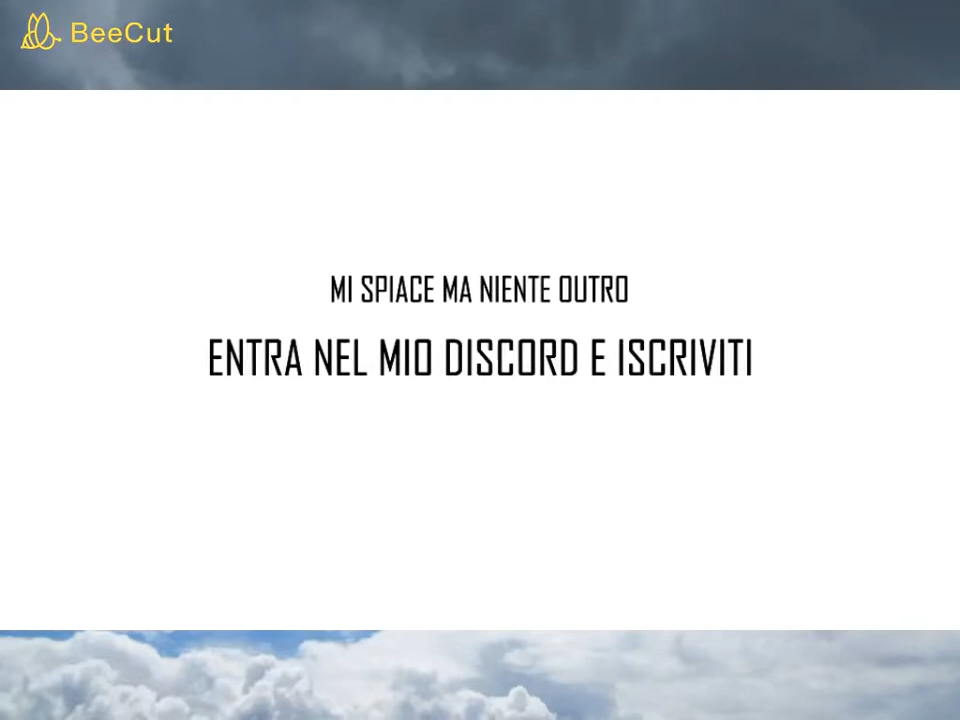 BeeCut
MI SPIACE MA NIENTE OUTRO
ENTRA NEL MIO DISCORD E ISCRIVITI